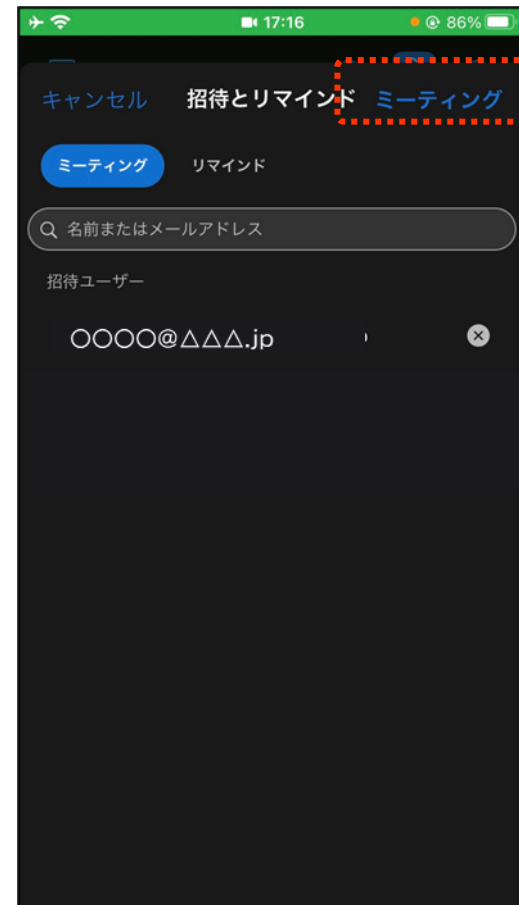 17:16 86%
キャンセル 招待とリマインド ミーティング
ミーティング リマインド
名前またはメールアドレス
招待ユーザー
○○○○@△△△.jp